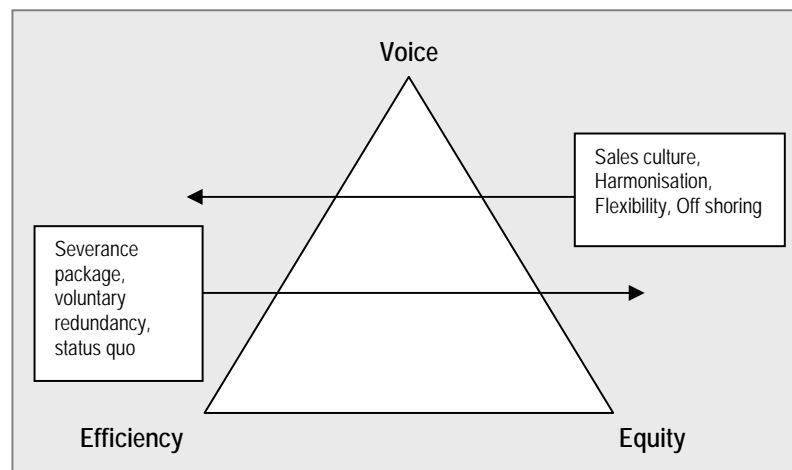 Voice
Sales culture,
Harmonisation,
Flexibility, Off shoring
Severance
package,
voluntary
redundancy,
status quo
Efficiency
Equity